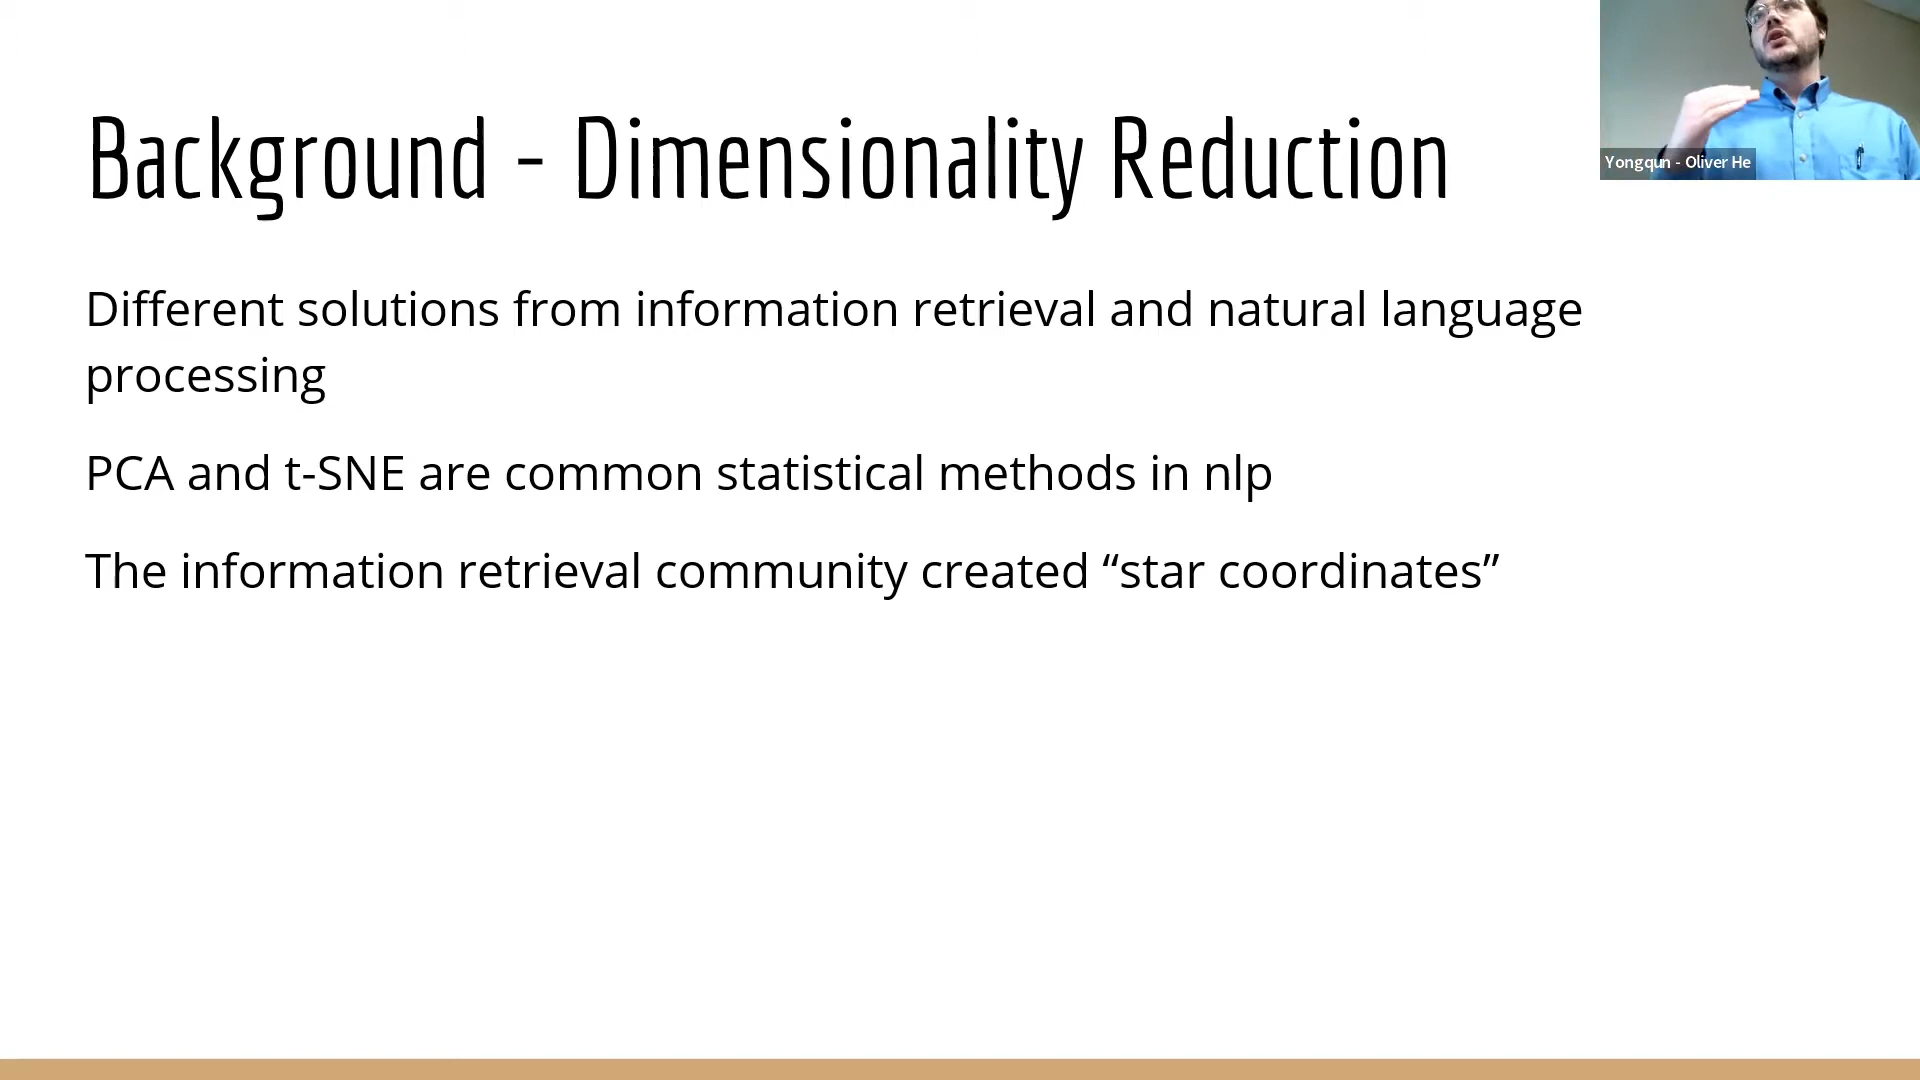 Background - Dimensionality Reduction
Yongqun - Oliver He
Different solutions from information retrieval and natural language
processing
PCA and t-SNE are common statistical methods in nlp
The information retrieval community created “star coordinates”